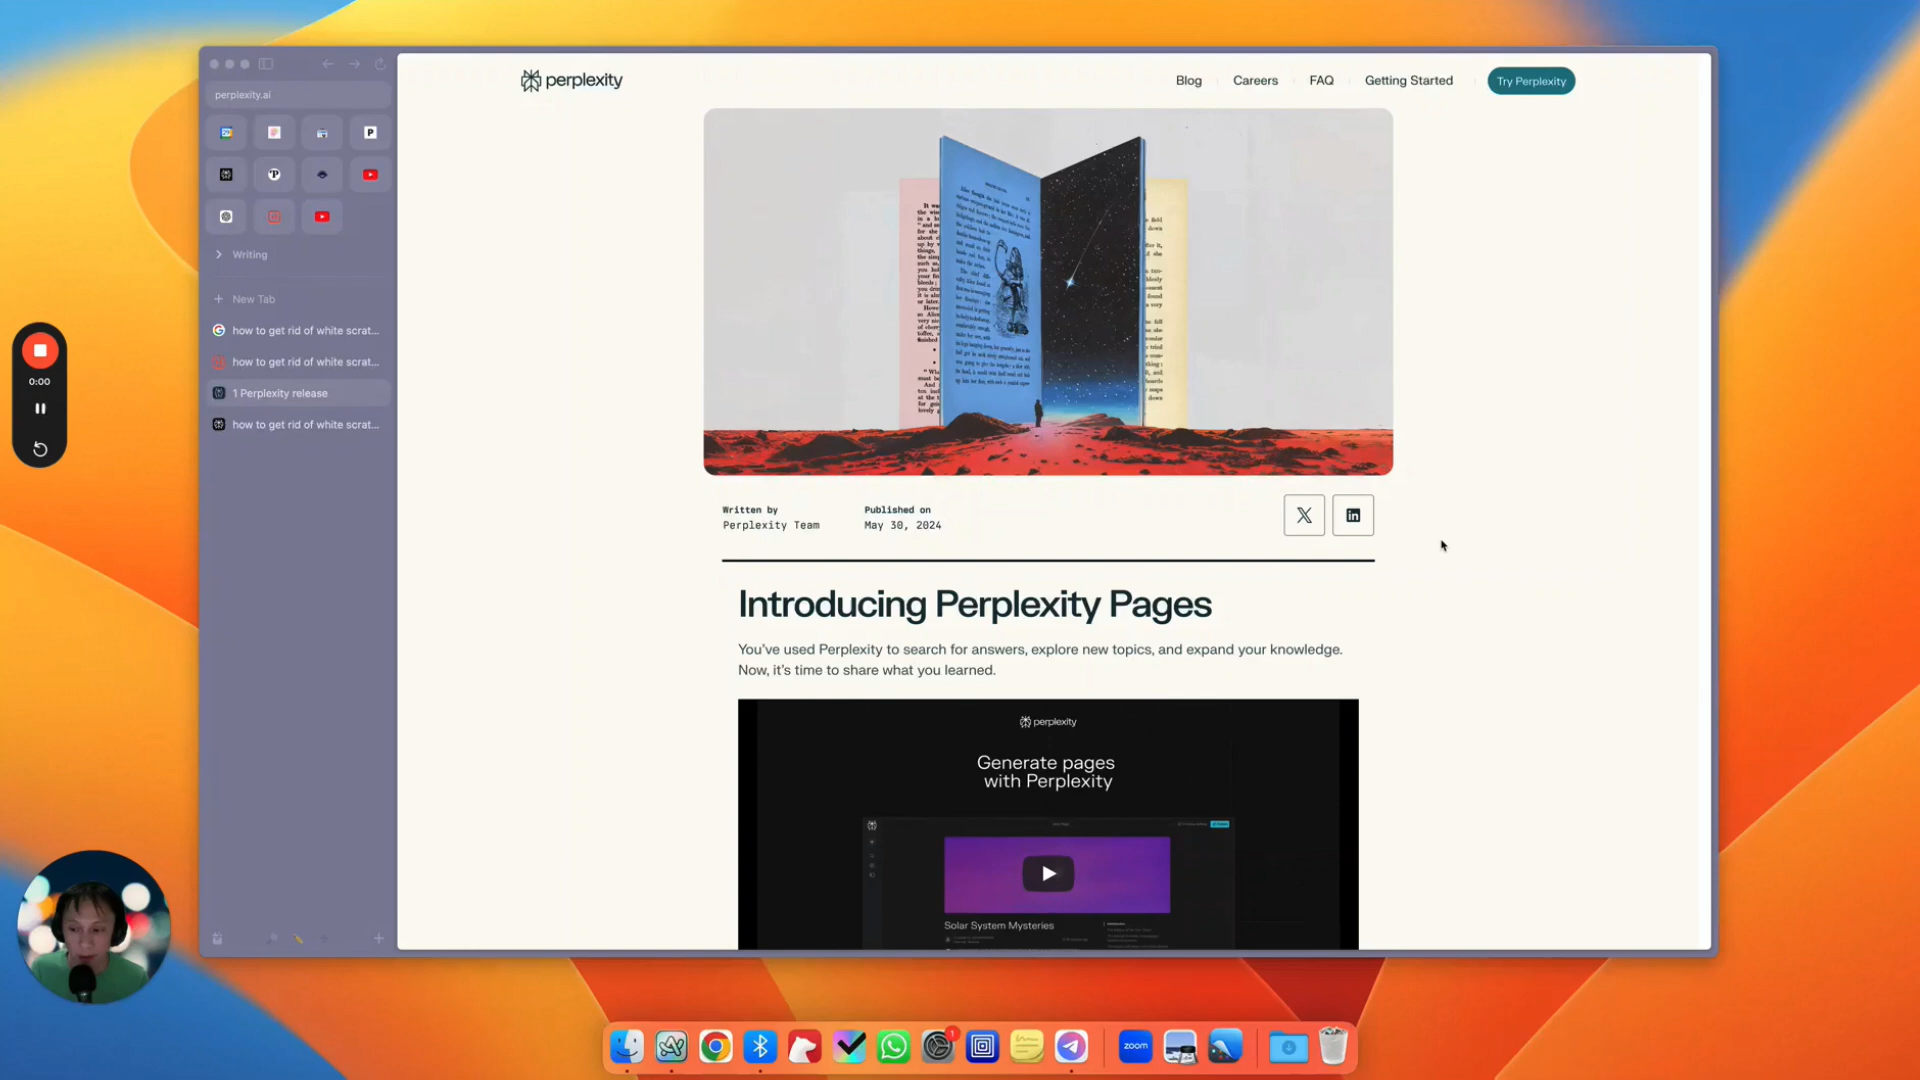 perplexity.ai
Writing
New Tab
how to get rid of white scrat...
how to get rid of white scrat...
1 Perplexity release
how to get rid of white scrat...
0:00
perplexity
Blog
Careers
FAQ
Getting Started
Try Perplexity
Written by
Perplexity Team
Published on
May 30, 2024
Introducing Perplexity Pages
You've used Perplexity to search for answers, explore new topics, and expand your knowledge.
Now, it's time to share what you learned.
perplexity
Generate pages
with Perplexity
Solar System Mysteries
1
zoom